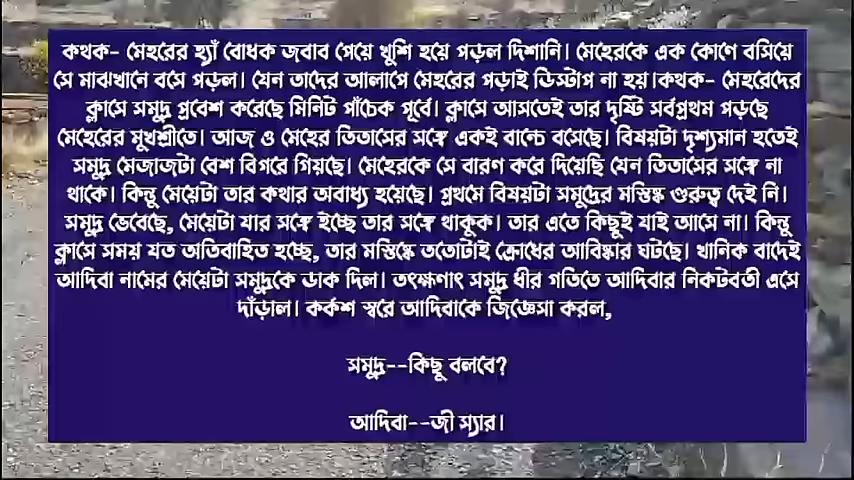 কথক- মেহরের হ্যাঁ বোধক জবাব পেয়ে খুশি হয়ে পড়ল দিশানি। মেহেরকে এক কোণে বসিয়ে
সে মাঝখানে বসে পড়ল। যেন তাদের আলাপে মেহরের পড়াই ডিস্টাপ না হয়।কথক- মেহরেদের
ক্লাসে সমুদ্র প্রবেশ করেছে মিনিট পাঁচেক পূর্বে। ক্লাসে আসতেই তার দৃষ্টি সর্বপ্রথম পড়ছে
মেহেরের মুখশ্রীতে। আজ ও মেহের তিতাসের সঙ্গে একই বান্চে বসেছে। বিষয়টা দৃশ্যমান হতেই
সমুদ্র মেজাজটা বেশ বিগরে গিয়ছে। মেহেরকে সে বারণ করে দিয়েছি যেন তিতাসের সঙ্গে না
থাকে। কিন্তু মেয়েটা তার কথার অবাধ্য হয়েছে। প্রথমে বিষয়টা সমুদ্রের মস্তিষ্ক গুরুত্ব দেই নি।
সমুদ্র ভেবেছে, মেয়েটা যার সঙ্গে ইচ্ছে তার সঙ্গে থাকুক। তার এতে কিছুই যাই আসে না। কিন্তু
ক্লাসে সময় যত অতিবাহিত হচ্ছে, তার মস্তিষ্কে ততোটাই ক্রোধের আবিষ্কার ঘটছে। খানিক বাদেই
আদিবা নামের মেয়েটা সমুদ্রকে ডাক দিল। তৎক্ষণাৎ সমুদ্র ধীর গতিতে আদিবার নিকটবর্তী এসে
দাঁড়াল। কর্কশ স্বরে আদিবাকে জিজ্ঞেসা করল,
সমুদ্র--কিছু বলবে?
আদিবা--জী স্যার।